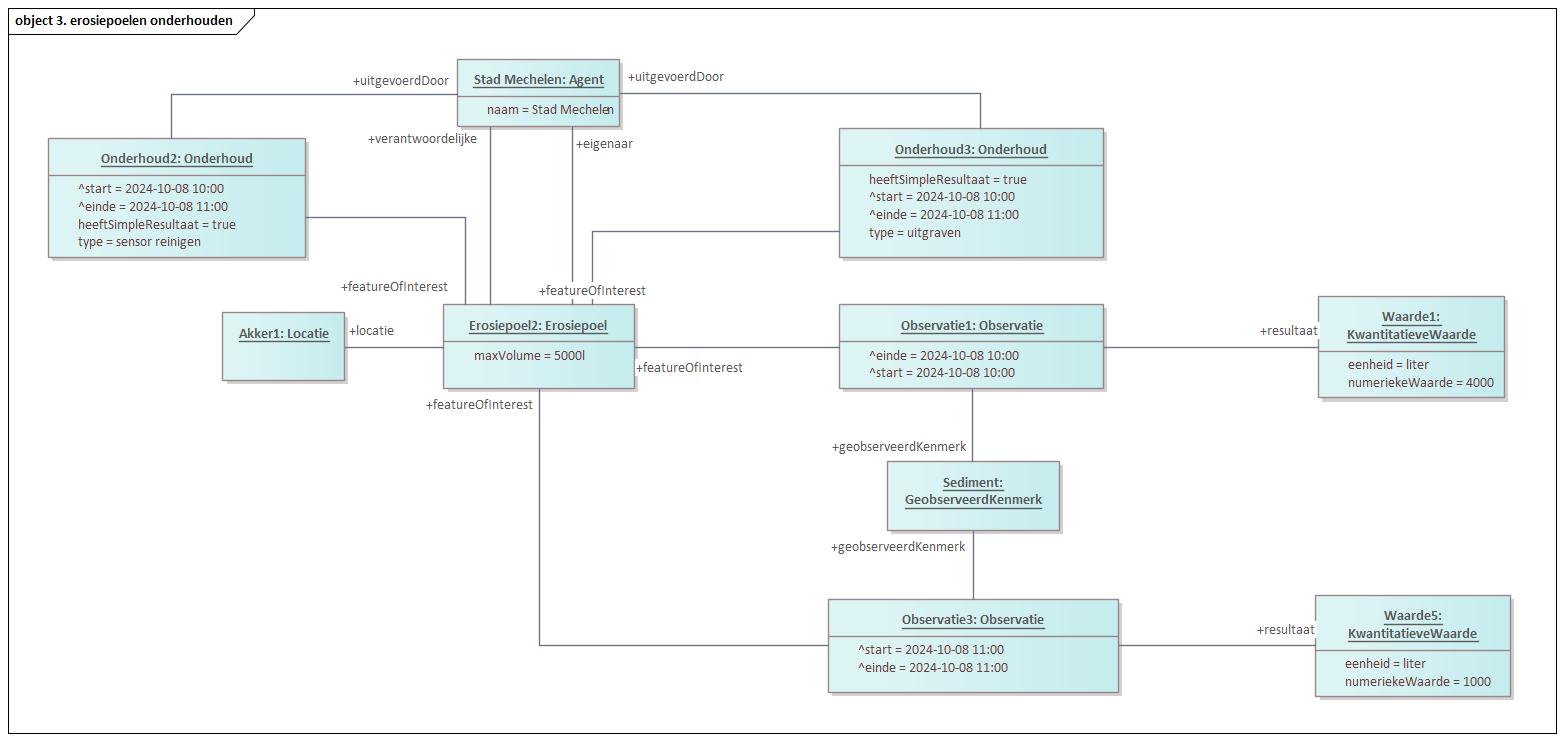 object 3. erosiepoelen onderhouden
+uitgevoerdDoor
Stad Mechelen: Agent
naam = Stad Mechelen
+uitgevoerdDoor
+verantwoordelijke
+eigenaar
Onderhoud2: Onderhoud
^start = 2024-10-08 10:00
^einde = 2024-10-08 11:00
heeftSimpleResultaat = true
type = sensor reinigen
Onderhoud3: Onderhoud
heeftSimpleResultaat = true
^start = 2024-10-08 10:00
^einde = 2024-10-08 11:00
type = uitgraven
+featureOfInterest
+featureOfInterest
Akker1: Locatie
+locatie
Erosiepoel2: Erosiepoel
maxVolume = 5000l
+featureOfInterest
Observatie1: Observatie
^einde = 2024-10-08 10:00
^start = 2024-10-08 10:00
+resultaat
Waarde1:
KwantitatieveWaarde
eenheid = liter
numeriekeWaarde = 4000
+featureOfInterest
+geobserveerdKenmerk
Sediment:
GeobserveerdKenmerk
+geobserveerdKenmerk
Observatie3: Observatie
^start = 2024-10-08 11:00
^einde = 2024-10-08 11:00
+resultaat
Waarde5:
KwantitatieveWaarde
eenheid = liter
numeriekeWaarde = 1000